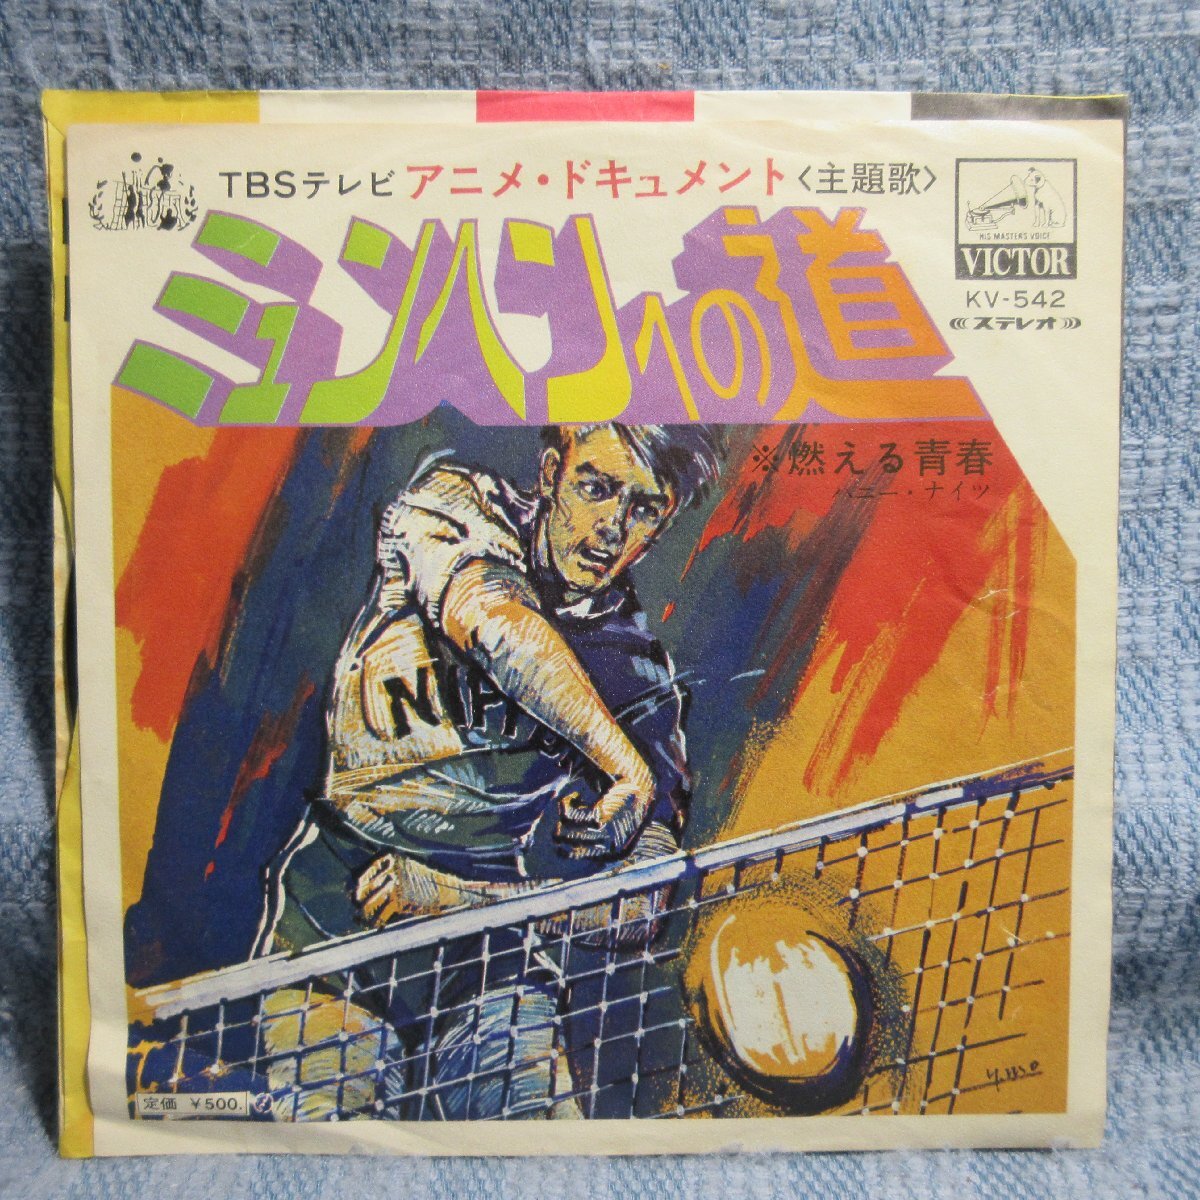 TBSテレビ アニメ・ドキュメント〈主題歌〉
ミュンヘンへの道
HIS MASTERS VOICE
VICTOR
KV-542
ステレオ
※燃える青春
ハニー・ナイツ
NIPPON
定価 ¥500.